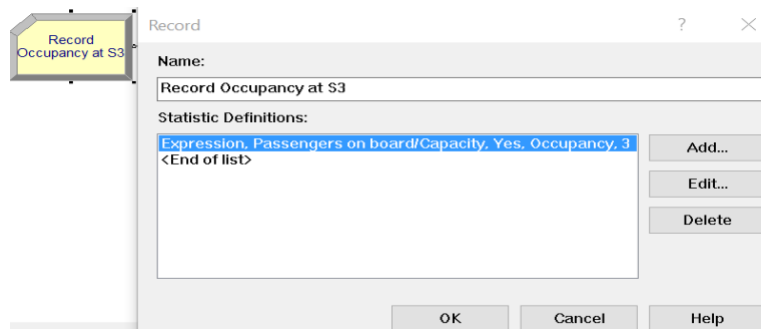 Record
Occupancy at S3
Record
?
Name:
Record Occupancy at S3
Statistic Definitions:
Expression, Passengers on board/Capacity, Yes, Occupancy, 3
<End of list>
Add...
Edit...
Delete
OK
Cancel
Help